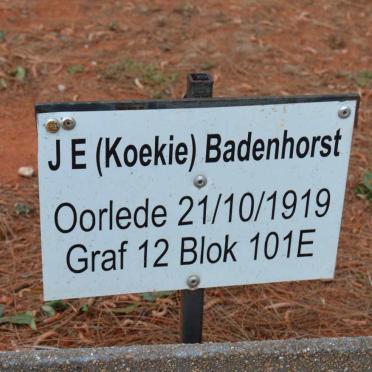 J E (Koekie) Badenhorst
Oorlede 21/10/1919
Graf 12 Blok 101E